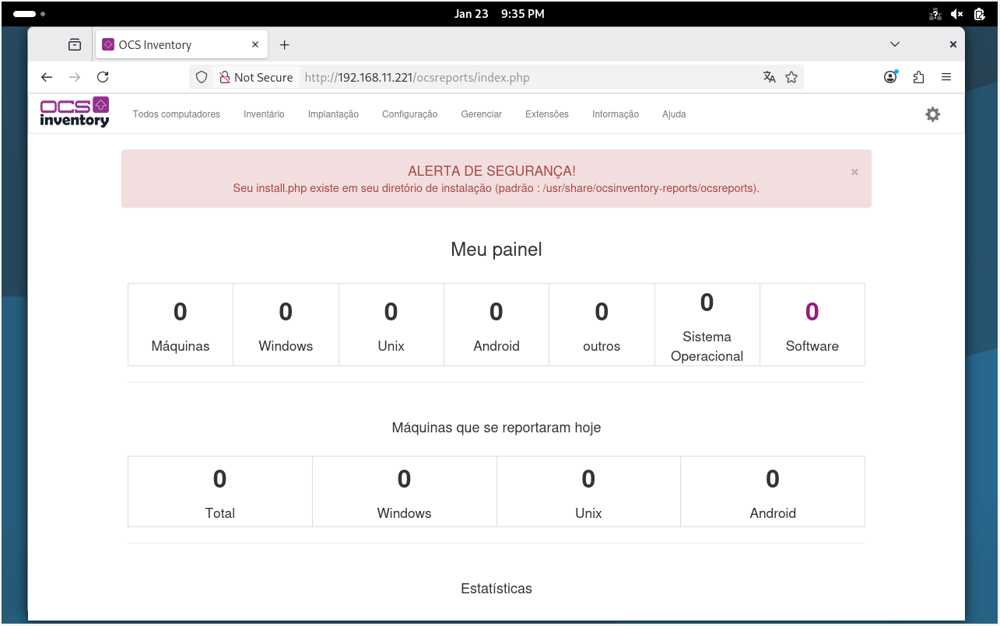 Jan 23 9:35 PM
OCS Inventory
Not Secure http://192.168.11.221/ocsreports/index.php
OCS inventory
Todos computadores Inventário Implantação Configuração Gerenciar Extensões Informação Ajuda
ALERTA DE SEGURANÇA!
Seu install.php existe em seu diretório de instalação (padrão : /usr/share/ocsinventory-reports/ocsreports).
Meu painel
0 0 0 0 0 0 0
Máquinas Windows Unix Android outros Sistema Operacional Software
Máquinas que se reportaram hoje
0 0 0 0
Total Windows Unix Android
Estatísticas